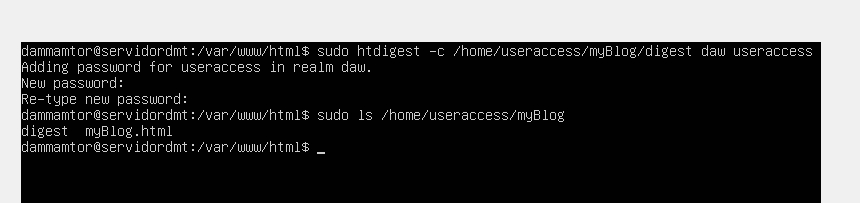 dammamtor@servidordmt:/var/www/html$ sudo htdigest -c /home/useraccess/myBlog/digest daw useraccess
Adding password for useraccess in realm daw.
New password:
Re-type new password:
dammamtor@servidordmt:/var/www/html$ sudo ls /home/useraccess/myBlog
digest  myBlog.html
dammamtor@servidordmt:/var/www/html$ _